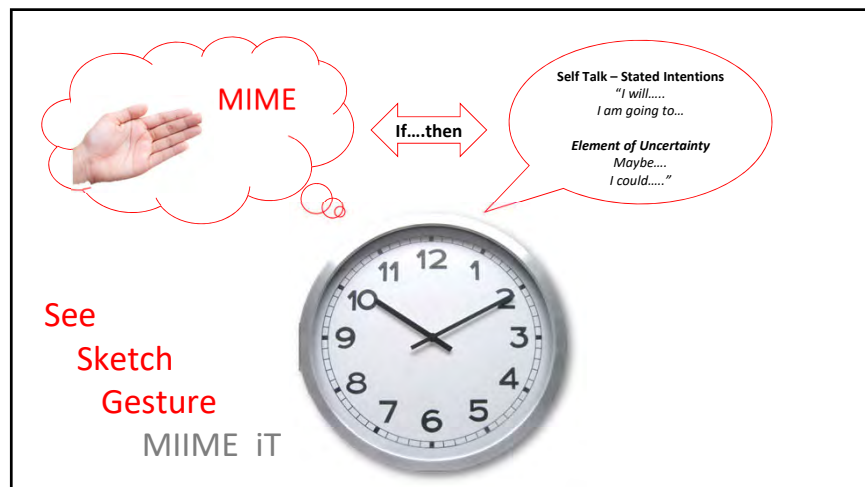 MIME
If....then
Self Talk – Stated Intentions
“I will…..
I am going to…
Element of Uncertainty
Maybe….
I could…..”
11 12 1
10 2
9 3
8 4
7 6 5
See
Sketch
Gesture
MIIME iT